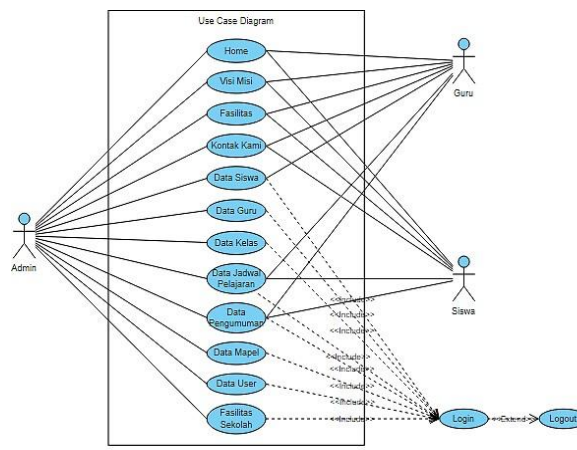 Use Case Diagram
Home
Visi Misi
Guru
Fasilitas
Kontak Kami
Data Siswa
Data Guru
Data Kelas
Admin
Data Jadwal
Pelajaran
Siswa
<<Include>>
<<Include>>
Data
Pengumuman
<<Include>>
Data Mapel
<<Include>>
<<Include>>
Data User
<<Include>>
<<Include>>
Fasilitas
Sekolah
<<Include>>
Login
<<Extend>>
Logout